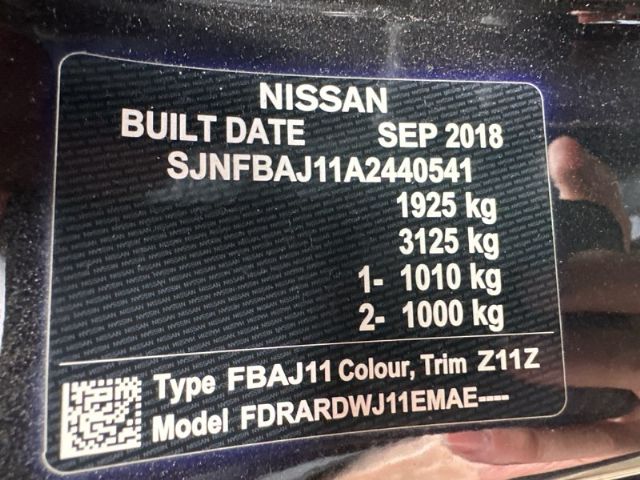 NISSAN
BUILT DATE SEP 2018
SJNFBAJ11A2440541
1925 kg
3125 kg
1- 1010 kg
2- 1000 kg
Type FBAJ11 Colour, Trim Z11Z
Model FDRARDWJ11EMAE----